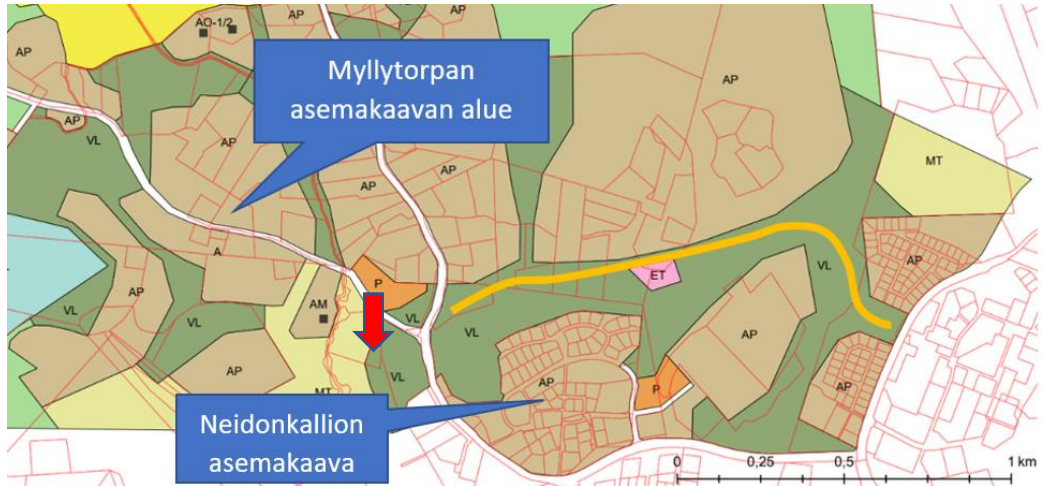 AO-1/2
AP
Myllytorpan
asemakaavan alue
AP
AP
VL
AP
AP
AP
MT
A
AP
VL
VL
AM
P
VL
ET
VL
VL
AP
AP
AP
VL
AP
MT
AP
P
AP
Neidonkallion
asemakaava
0
0,25
0,5
1 km